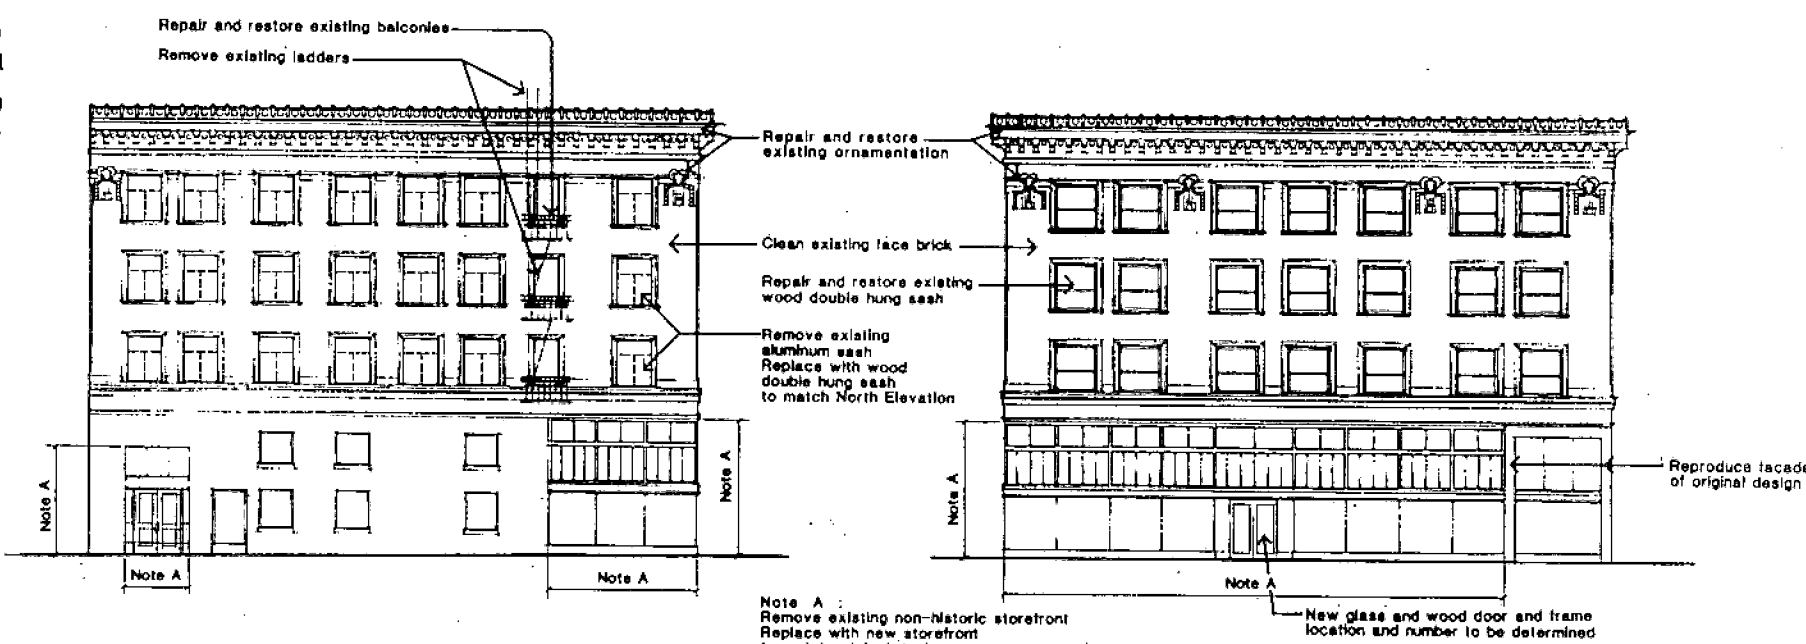 Repair and restore existing balconies
Remove existing ladders
Repair and restore
existing ornamentation
Clean existing face brick
Repair and restore existing
wood double hung sash
Remove existing
aluminum sash
Replace with wood
double hung sash
to match North Elevation
Reproduce facade
of original design
Note A
Note A
Note A
Note A
Note A
Note A
New glass and wood door and frame
location and number to be determined
Note A :
Remove existing non-historic storefront
Replace with new storefront